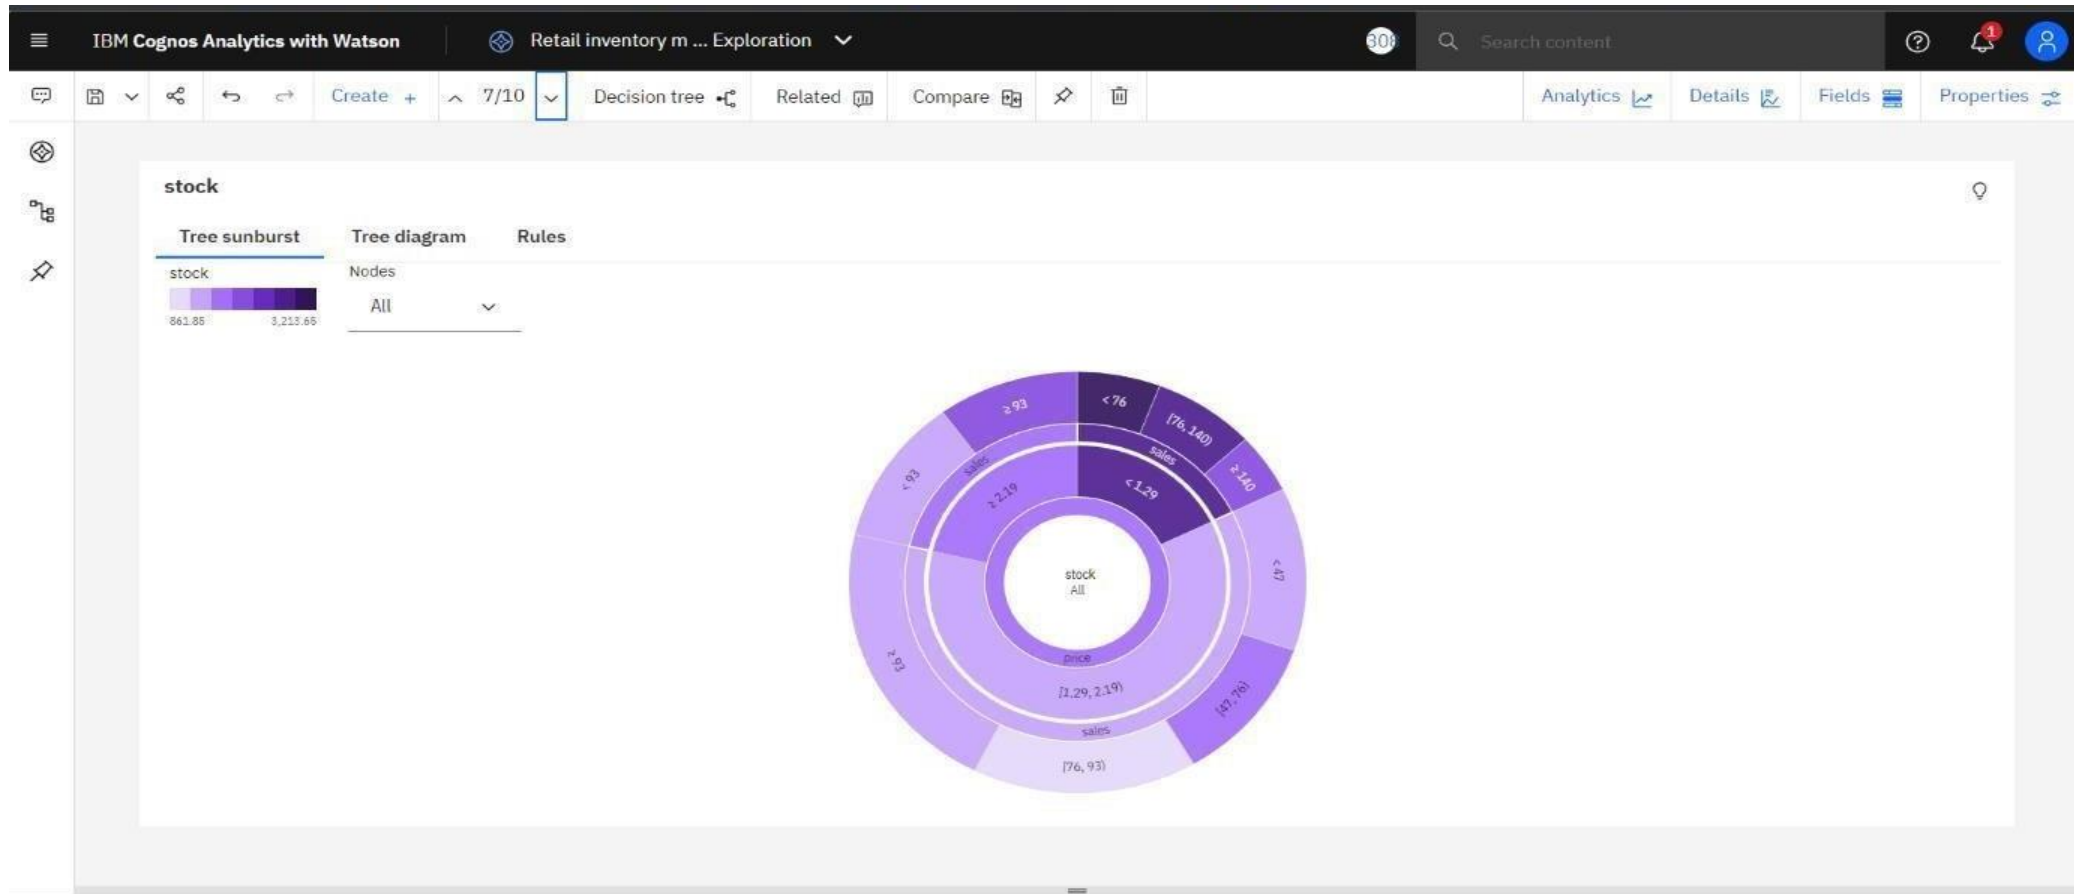 IBM Cognos Analytics with Watson
Retail inventory m ... Exploration
308
Search content
1
Create +
7/10
Decision tree
Related
Compare
Analytics
Details
Fields
Properties
stock
Tree sunburst
Tree diagram
Rules
stock
861.85
3,213.65
Nodes
All
≥ 93
< 76
[76, 140)
≥ 140
sales
sales
< 93
≥ 2.19
< 1.29
< 47
stock
All
price
[1.29, 2.19)
≥ 93
[47, 76)
sales
[76, 93)